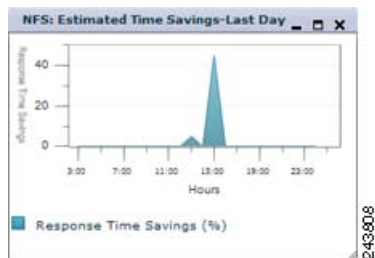 NFS: Estimated Time Savings-Last Day
Response Time Savings
40
20
0
3:00 7:00 11:00 15:00 19:00 23:00
Hours
Response Time Savings (%)
243808